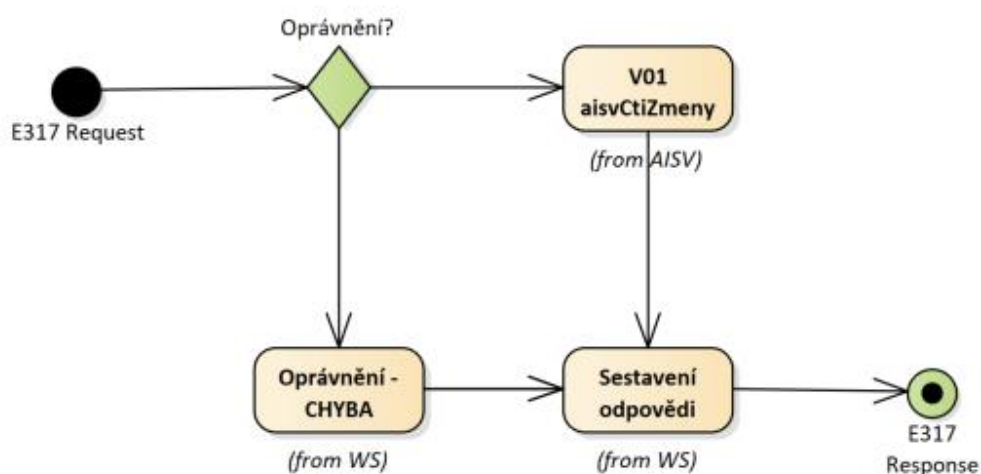 Oprávnění?
E317 Request
V01
aisvCtiZmeny
(from AISV)
Oprávnění -
CHYBA
(from WS)
Sestavení
odpovědi
(from WS)
E317
Response